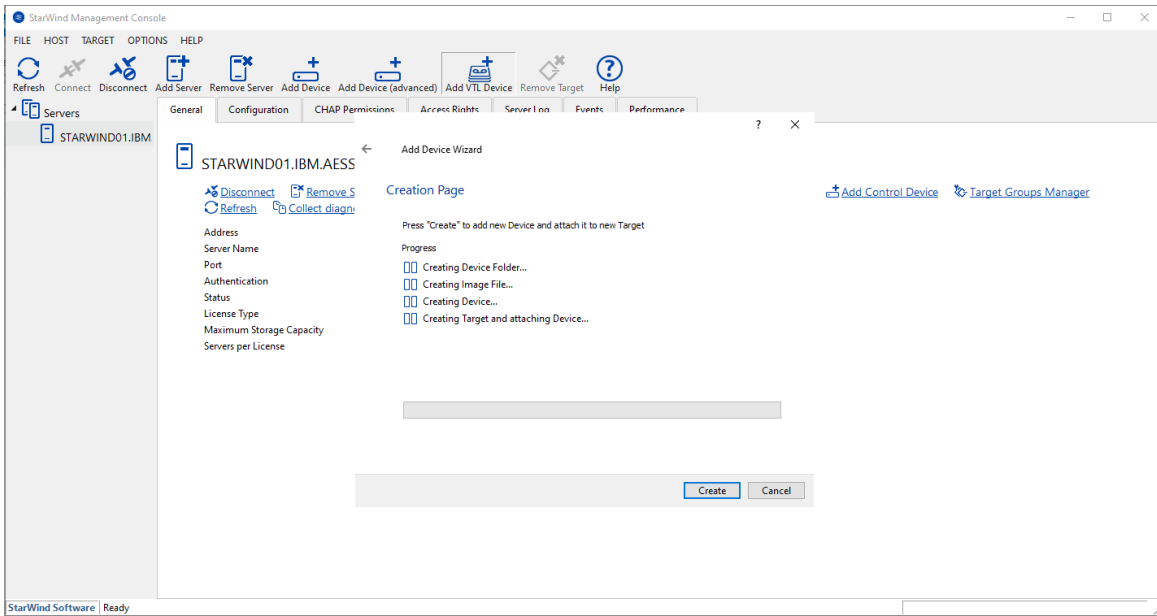 StarWind Management Console
FILE HOST TARGET OPTIONS HELP
Refresh Connect Disconnect Add Server Remove Server Add Device Add Device (advanced) Add VTL Device Remove Target Help
Servers
STARWIND01.IBM
General Configuration CHAP Permissions Access Rights Server Log Events Performance
? ×
Add Device Wizard
STARWIND01.IBM.AESS
Creation Page
Disconnect Remove S
Add Control Device Target Groups Manager
Refresh Collect diagn
Press "Create" to add new Device and attach it to new Target
Address
Server Name
Port
Authentication
Status
License Type
Maximum Storage Capacity
Servers per License
Progress
Creating Device Folder...
Creating Image File...
Creating Device...
Creating Target and attaching Device...
Create Cancel
StarWind Software Ready